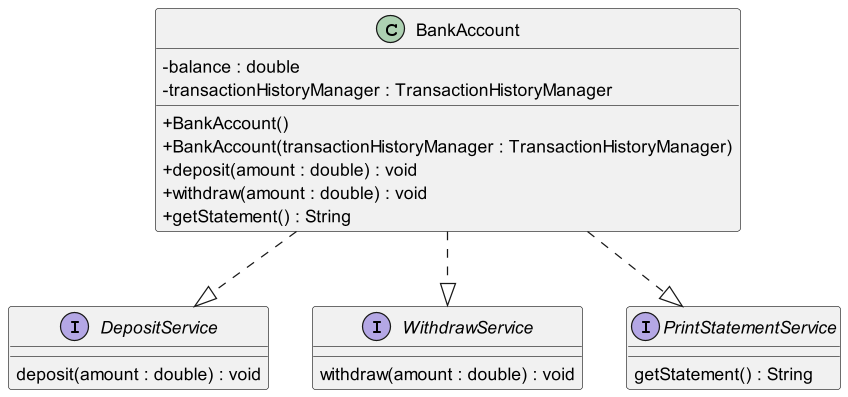 C BankAccount
-balance : double
-transactionHistoryManager : TransactionHistoryManager
+BankAccount()
+BankAccount(transactionHistoryManager : TransactionHistoryManager)
+deposit(amount : double) : void
+withdraw(amount : double) : void
+getStatement() : String
I DepositService
deposit(amount : double) : void
I WithdrawService
withdraw(amount : double) : void
I PrintStatementService
getStatement() : String